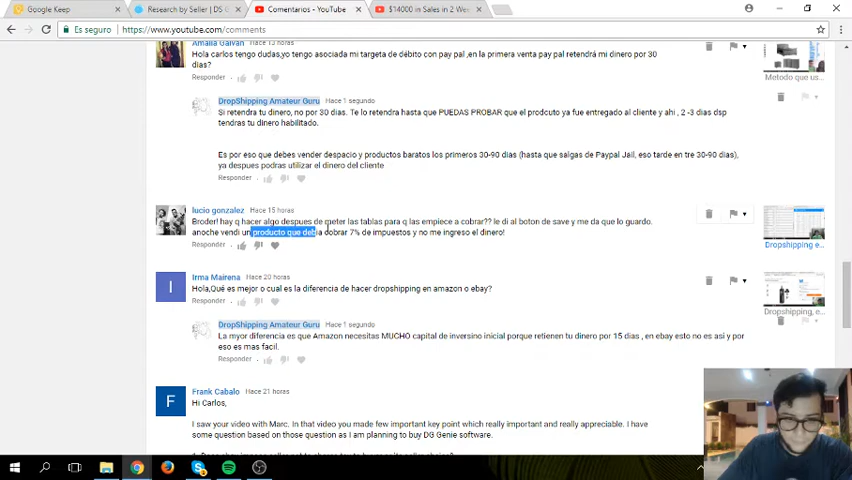 Google Keep
Research by Seller | DS
Comentarios - YouTube
$14000 in Sales in 2 Wee
Es seguro
https://www.youtube.com/comments
Amalia Galvan Hace 13 horas
Hola carlos tengo dudas,yo tengo asociada mi targeta de débito con pay pal ,en la primera venta pay pal retendrá mi dinero por 30
dias?
Responder
Metodo que us
DropShipping Amateur Guru Hace 1 segundo
Si retendra tu dinero, no por 30 dias. Te lo retendra hasta que PUEDAS PROBAR que el prodcuto ya fue entregado al cliente y ahi , 2 -3 dias dsp
tendras tu dinero habilitado.
Es por eso que debes vender despacio y productos baratos los primeros 30-90 dias (hasta que salgas de Paypal Jail, eso tarde en tre 30-90 dias),
ya despues podras utilizar el dinero del cliente
Responder
lucio gonzalez Hace 15 horas
Broder! hay q hacer algo despues de meter las tablas para q las empiece a cobrar?? le di al boton de save y me da que lo guardo.
anoche vendi un producto que debia cobrar 7% de impuestos y no me ingreso el dinero!
Responder
Dropshipping, e
Irma Mairena Hace 20 horas
Hola,Qué es mejor o cual es la diferencia de hacer dropshipping en amazon o ebay?
Responder
Dropshipping, e
DropShipping Amateur Guru Hace 1 segundo
La myor diferencia es que Amazon necesitas MUCHO capital de inversino inicial porque retienen tu dinero por 15 dias , en ebay esto no es asi y por
eso es mas facil.
Responder
F
Frank Cabalo Hace 21 horas
Hi Carlos,
I saw your video with Marc. In that video you made few important key point which really important and really appreciable. I have
some question based on those question as I am planning to buy DG Genie software.